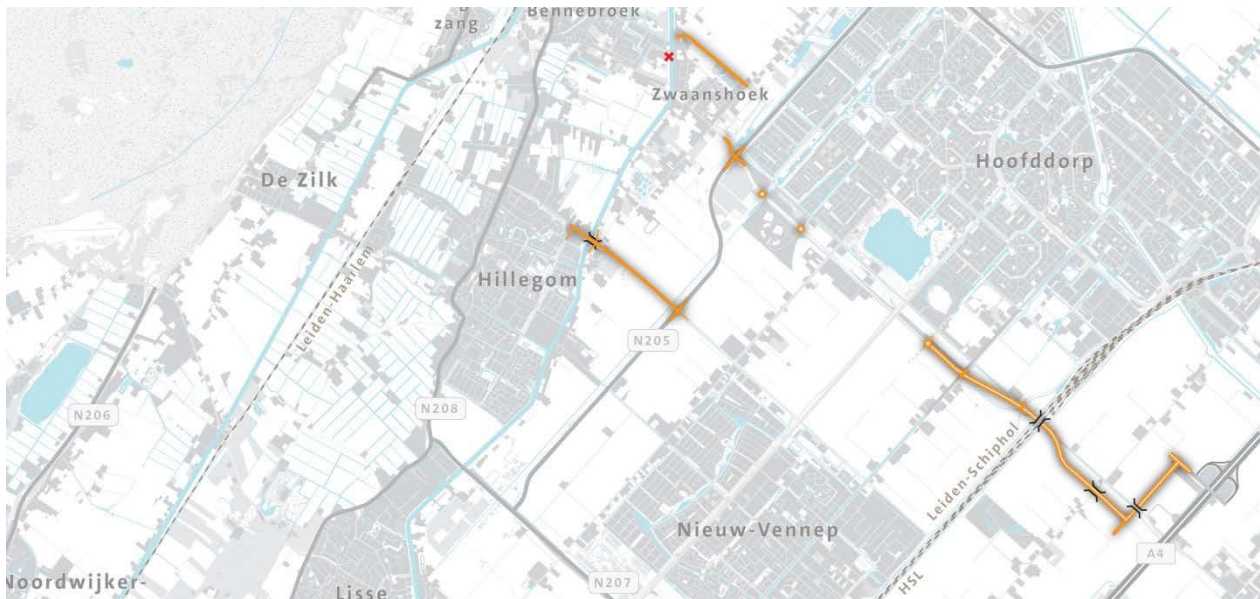 zang
Bennebroek
Zwaanshoek
De Zilk
Hoofddorp
Leiden-Haarlem
Hillegom
N205
N206
N208
Leiden-Schiphol
Nieuw-Vennep
A4
HSL
N207
Noordwijker-
Lisse